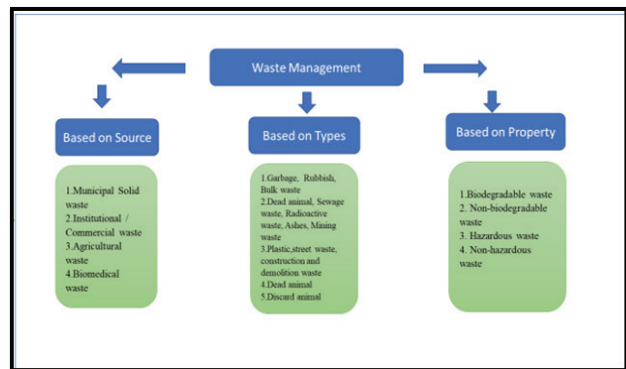 Waste Management
Based on Source
1.Municipal Solid
waste
2.Institutional /
Commercial waste
3.Agricultural
waste
4.Biomedical
waste
Based on Types
1.Garbage, Rubbish,
Bulk waste
2.Dead animal, Sewage
waste, Radioactive
waste, Ashes, Mining
waste
3.Plastic,street waste,
construction and
demolition waste
4.Dead animal
5.Discard animal
Based on Property
1.Biodegradable waste
2. Non-biodegradable
waste
3. Hazardous waste
4. Non-hazardous
waste